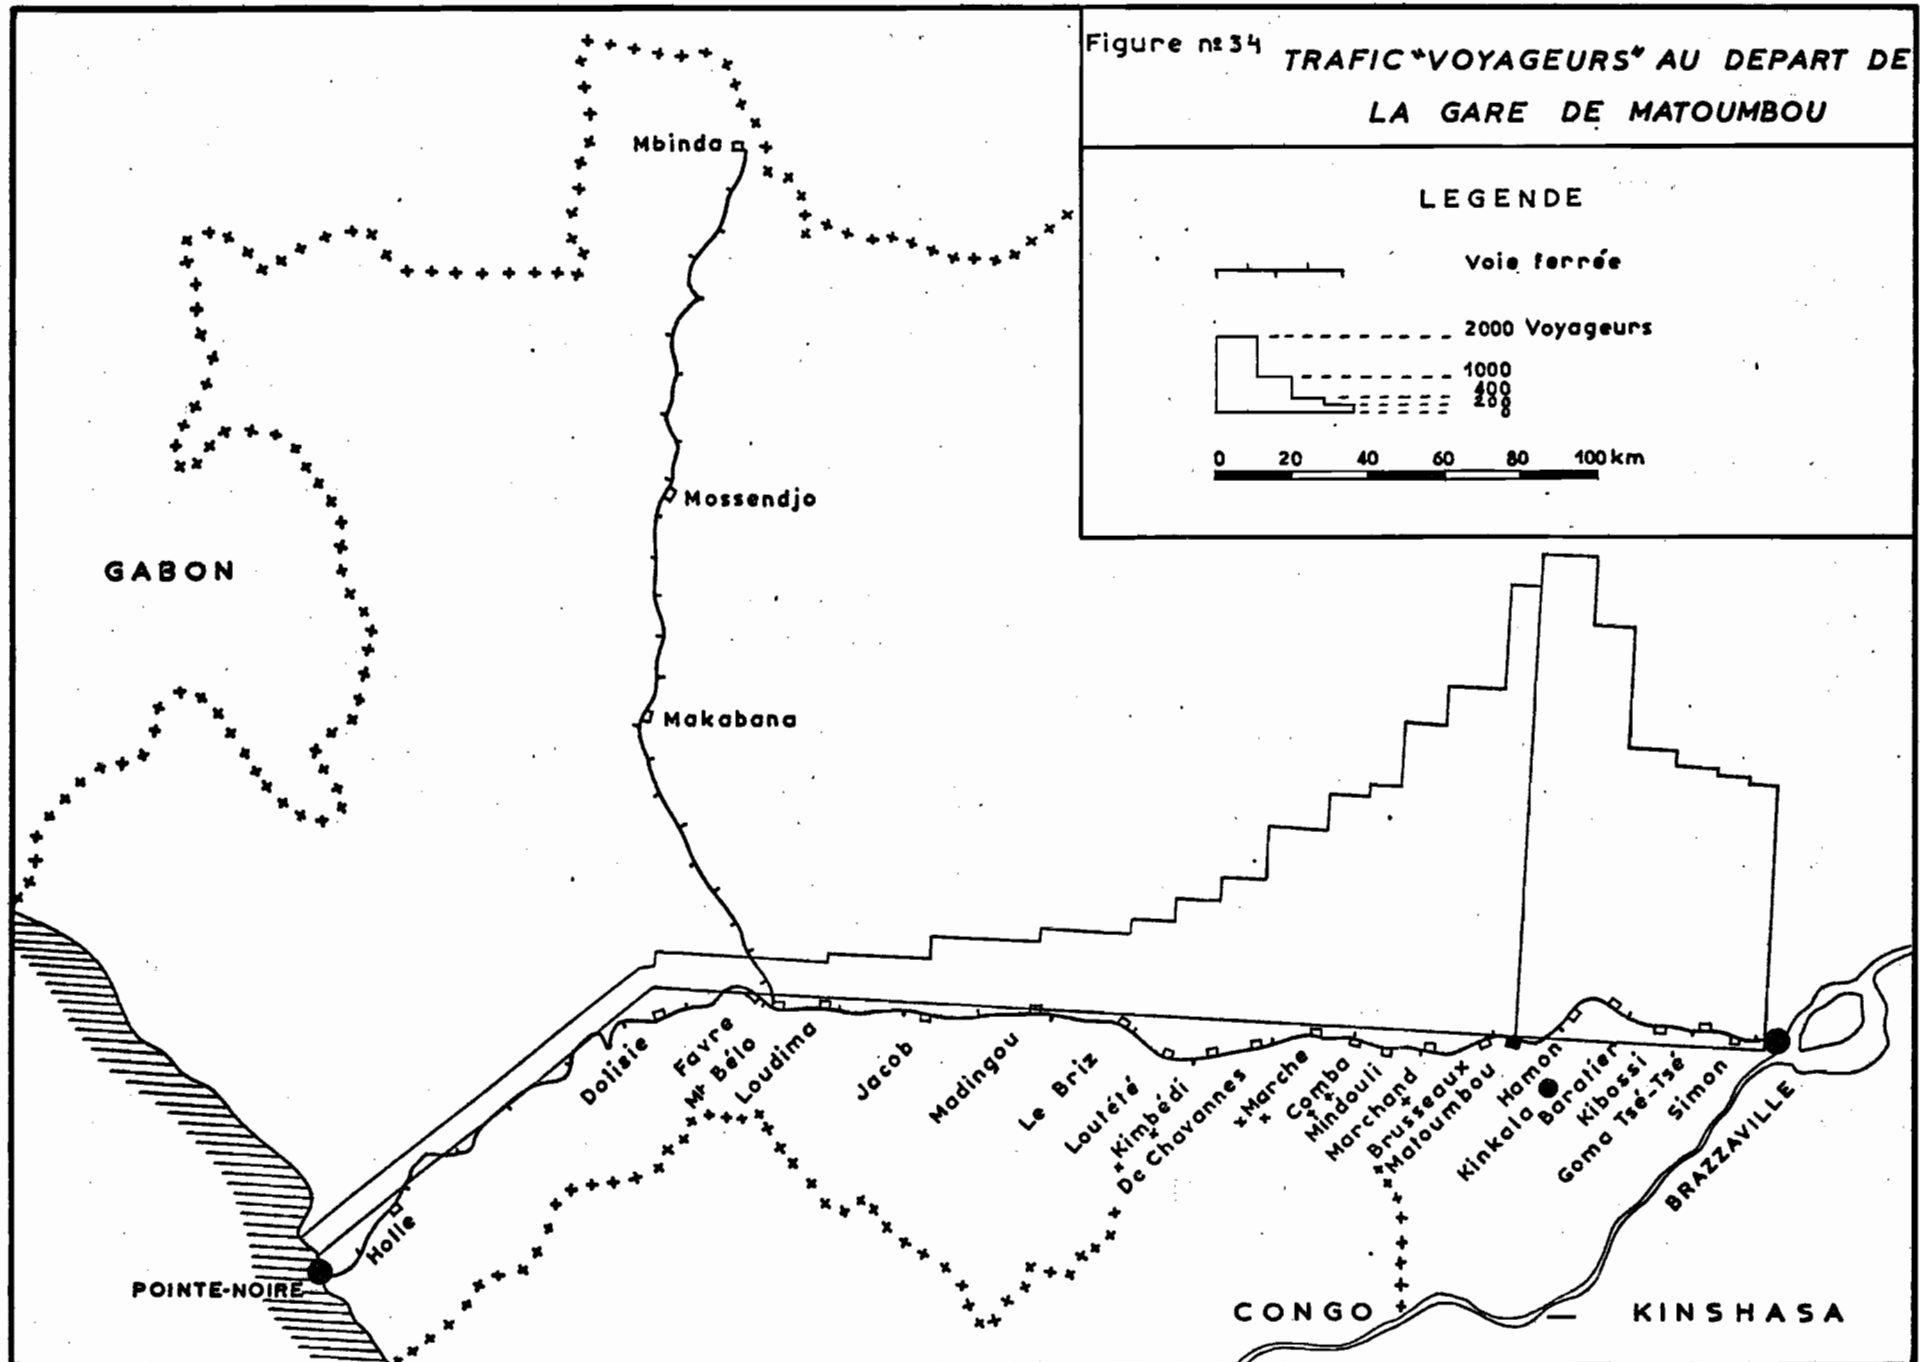 Figure nº 34
TRAFIC "VOYAGEURS" AU DEPART DE
LA GARE DE MATOUMBOU
LEGENDE
Voie ferrée
2000 Voyageurs
1000
400
200
0
0 20 40 60 80 100 km
Mbinda
Mossendjo
GABON
Makabana
Dolisie
Favre
Mt Bélo
Loudima
Jacob
Madingou
Le Briz
Loutété
Kimbédi
De Chavannes
Marche
Comba
Mindouli
Marchand
Brusseaux
Matoumbou
Hamon
Kinkala
Baratier
Kibossi
Goma Tsé-Tsé
Simon
BRAZZAVILLE
Holle
POINTE-NOIRE
CONGO — KINSHASA